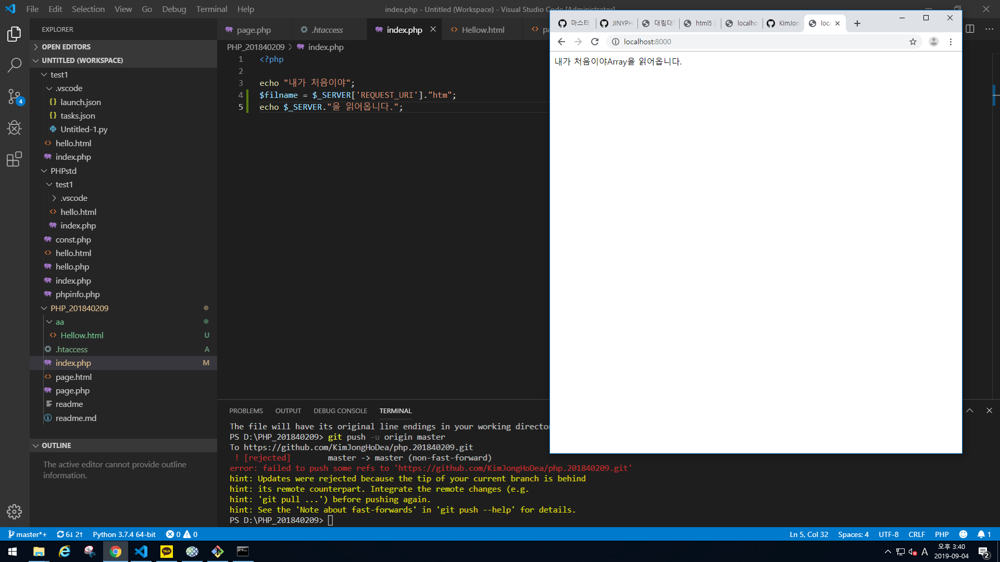 File Edit Selection View Go Debug Terminal Help
index.php - Untitled (Workspace) - Visual Studio Code [Administrator]
EXPLORER
OPEN EDITORS
UNTITLED (WORKSPACE)
test1
.vscode
launch.json
tasks.json
Untitled-1.py
hello.html
index.php
PHPstd
test1
.vscode
hello.html
index.php
const.php
hello.html
hello.php
index.php
phpinfo.php
PHP_201840209
aa
Hellow.html U
.htaccess A
index.php M
page.html
page.php
readme
readme.md
OUTLINE
The active editor cannot provide outline
information.
4
page.php .htaccess index.php Hellow.html
PHP_201840209 > index.php
1 <?php
2
3 echo "내가 처음이야";
4 $filname = $_SERVER['REQUEST_URI']."htm";
5 echo $_SERVER."을 읽어옵니다.";
마스터 JINYPH 대림대 html5 localho KimJon loca
localhost:8000
내가 처음이야Array을 읽어옵니다.
PROBLEMS OUTPUT DEBUG CONSOLE TERMINAL
The file will have its original line endings in your working director
PS D:\PHP_201840209> git push -u origin master
To https://github.com/KimJongHoDea/php.201840209.git
! [rejected] master -> master (non-fast-forward)
error: failed to push some refs to 'https://github.com/KimJongHoDea/php.201840209.git'
hint: Updates were rejected because the tip of your current branch is behind
hint: its remote counterpart. Integrate the remote changes (e.g.
hint: 'git pull ...') before pushing again.
hint: See the 'Note about fast-forwards' in 'git push --help' for details.
PS D:\PHP_201840209>
master*+ 6↓ 2↑ Python 3.7.4 64-bit 0 0
Ln 5, Col 32 Spaces: 4 UTF-8 CRLF PHP 1
TALK
A 오후 3:40
2019-09-04
2